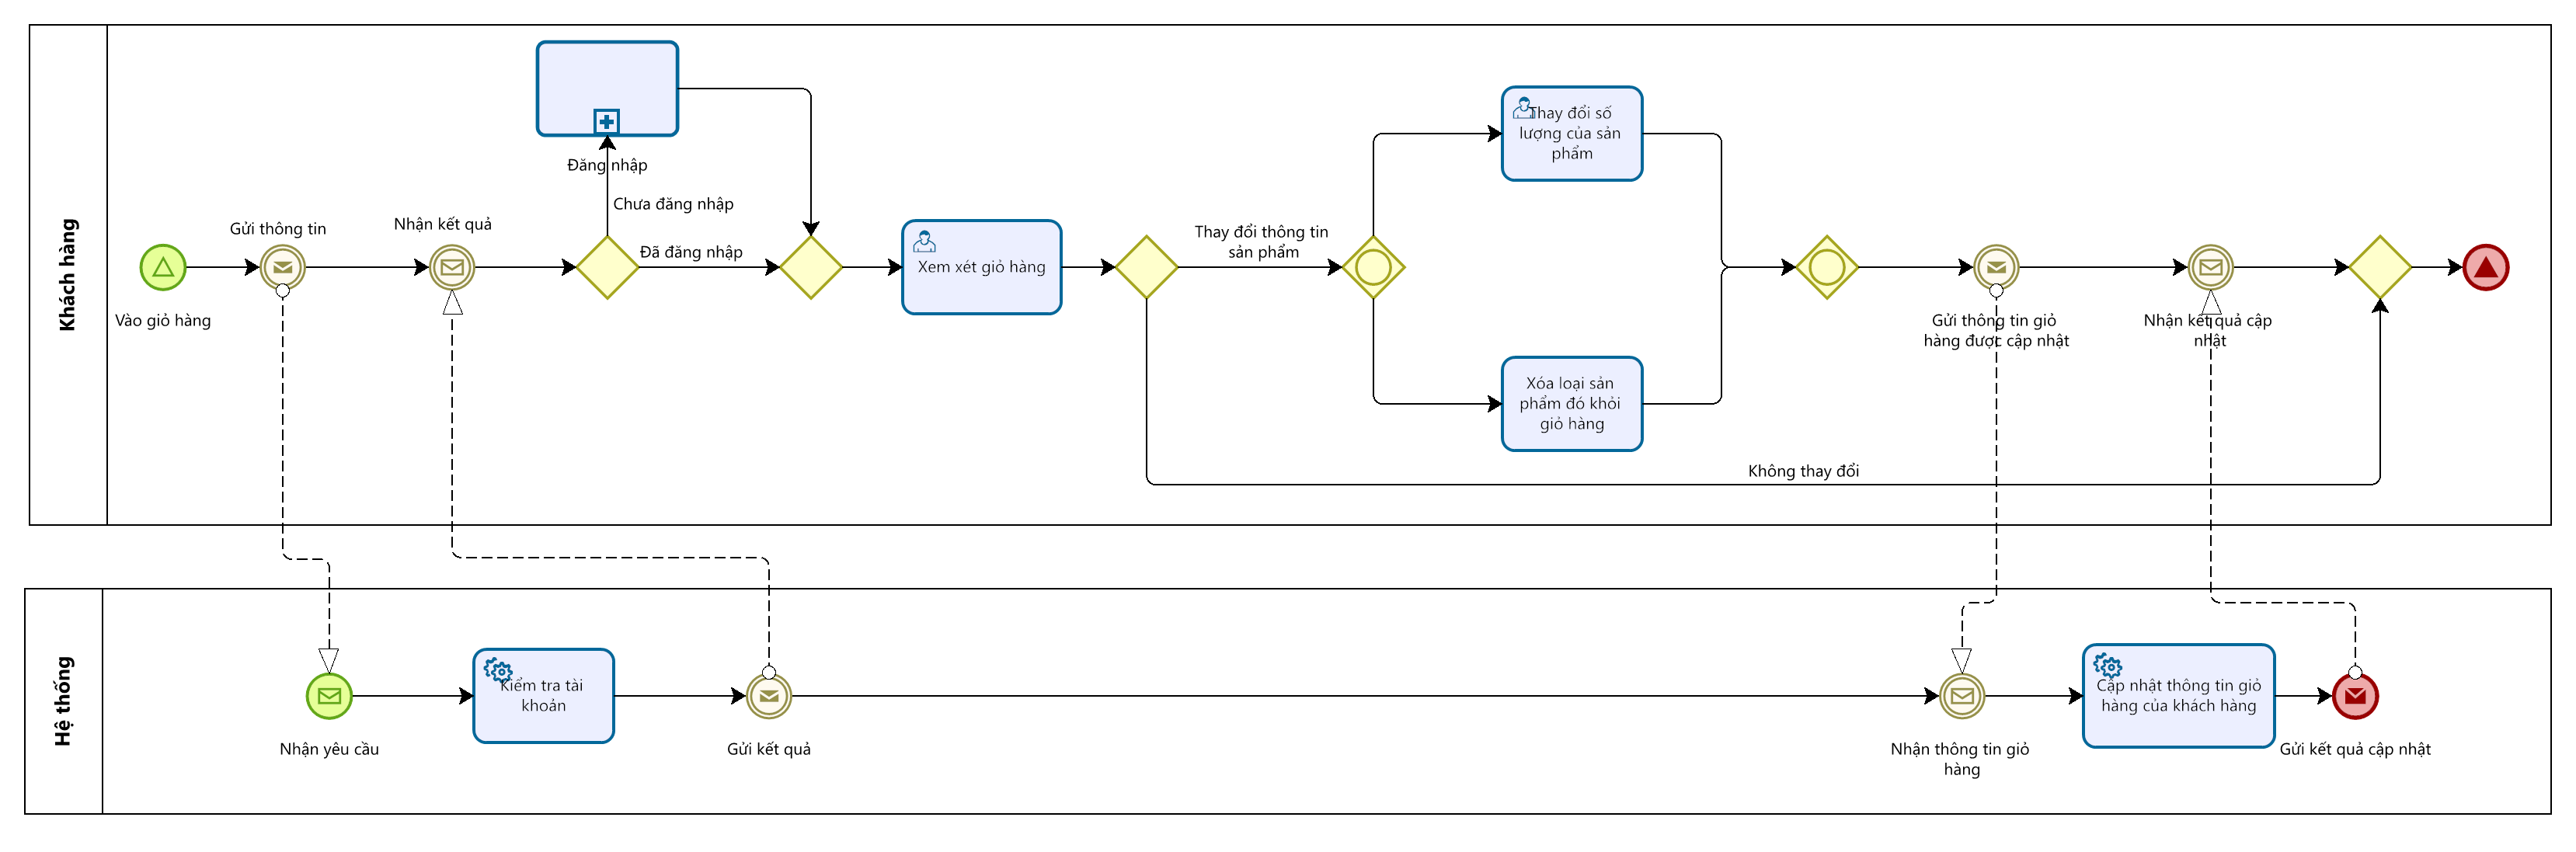 Khách hàng
Đăng nhập
Chưa đăng nhập
Gửi thông tin
Nhận kết quả
Đã đăng nhập
Vào giỏ hàng
Xem xét giỏ hàng
Thay đổi thông tin
sản phẩm
Thay đổi số
lượng của sản
phẩm
Xóa loại sản
phẩm đó khỏi
giỏ hàng
Không thay đổi
Gửi thông tin giỏ
hàng được cập nhật
Nhận kết quả cập
nhật
Hệ thống
Nhận yêu cầu
Kiểm tra tài
khoản
Gửi kết quả
Nhận thông tin giỏ
hàng
Cập nhật thông tin giỏ
hàng của khách hàng
Gửi kết quả cập nhật